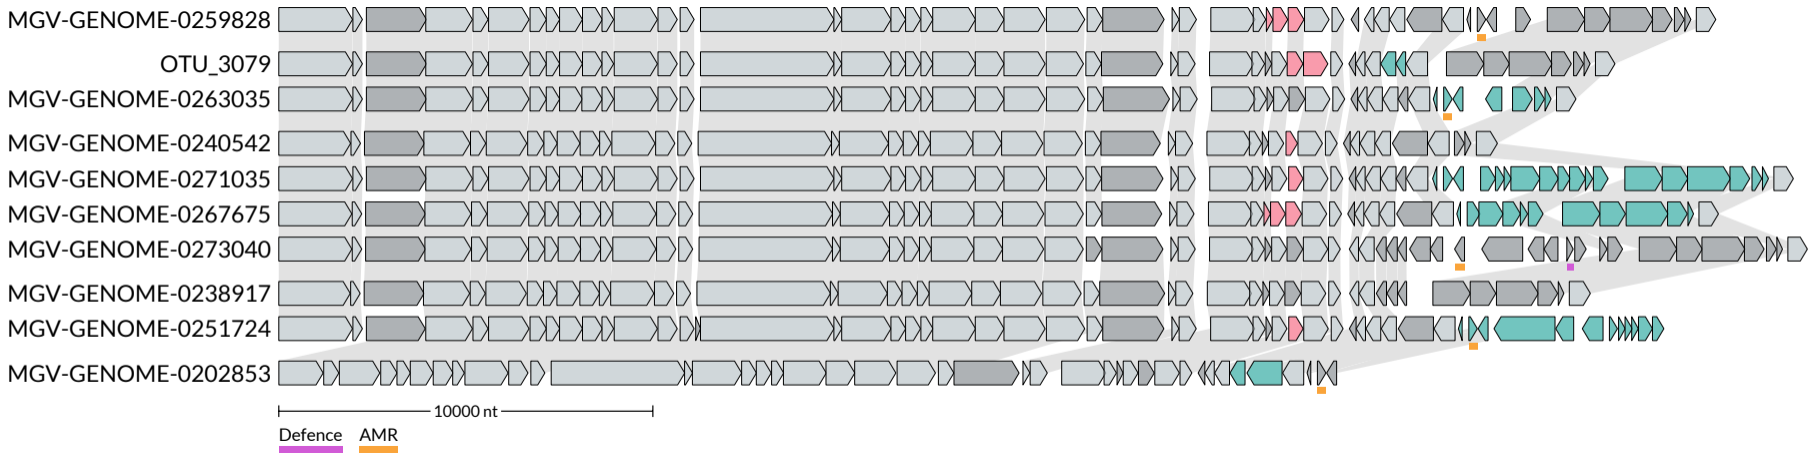 MGV-GENOME-0259828
OTU_3079
MGV-GENOME-0263035
MGV-GENOME-0240542
MGV-GENOME-0271035
MGV-GENOME-0267675
MGV-GENOME-0273040
MGV-GENOME-0238917
MGV-GENOME-0251724
MGV-GENOME-0202853
10000 nt
Defence AMR